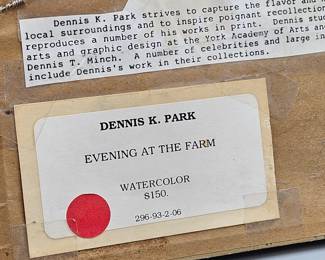 Dennis K. Park strives to capture the flavor and
local surroundings and to inspire poignant recollection
reproduces a number of his works in print. Dennis stud
arts and graphic design at the York Academy of Arts and
Dennis T. Minch. A number of celebrities and large in
include Dennis's work in their collections.
DENNIS K. PARK
EVENING AT THE FARM
WATERCOLOR
$150.
296-93-2-06